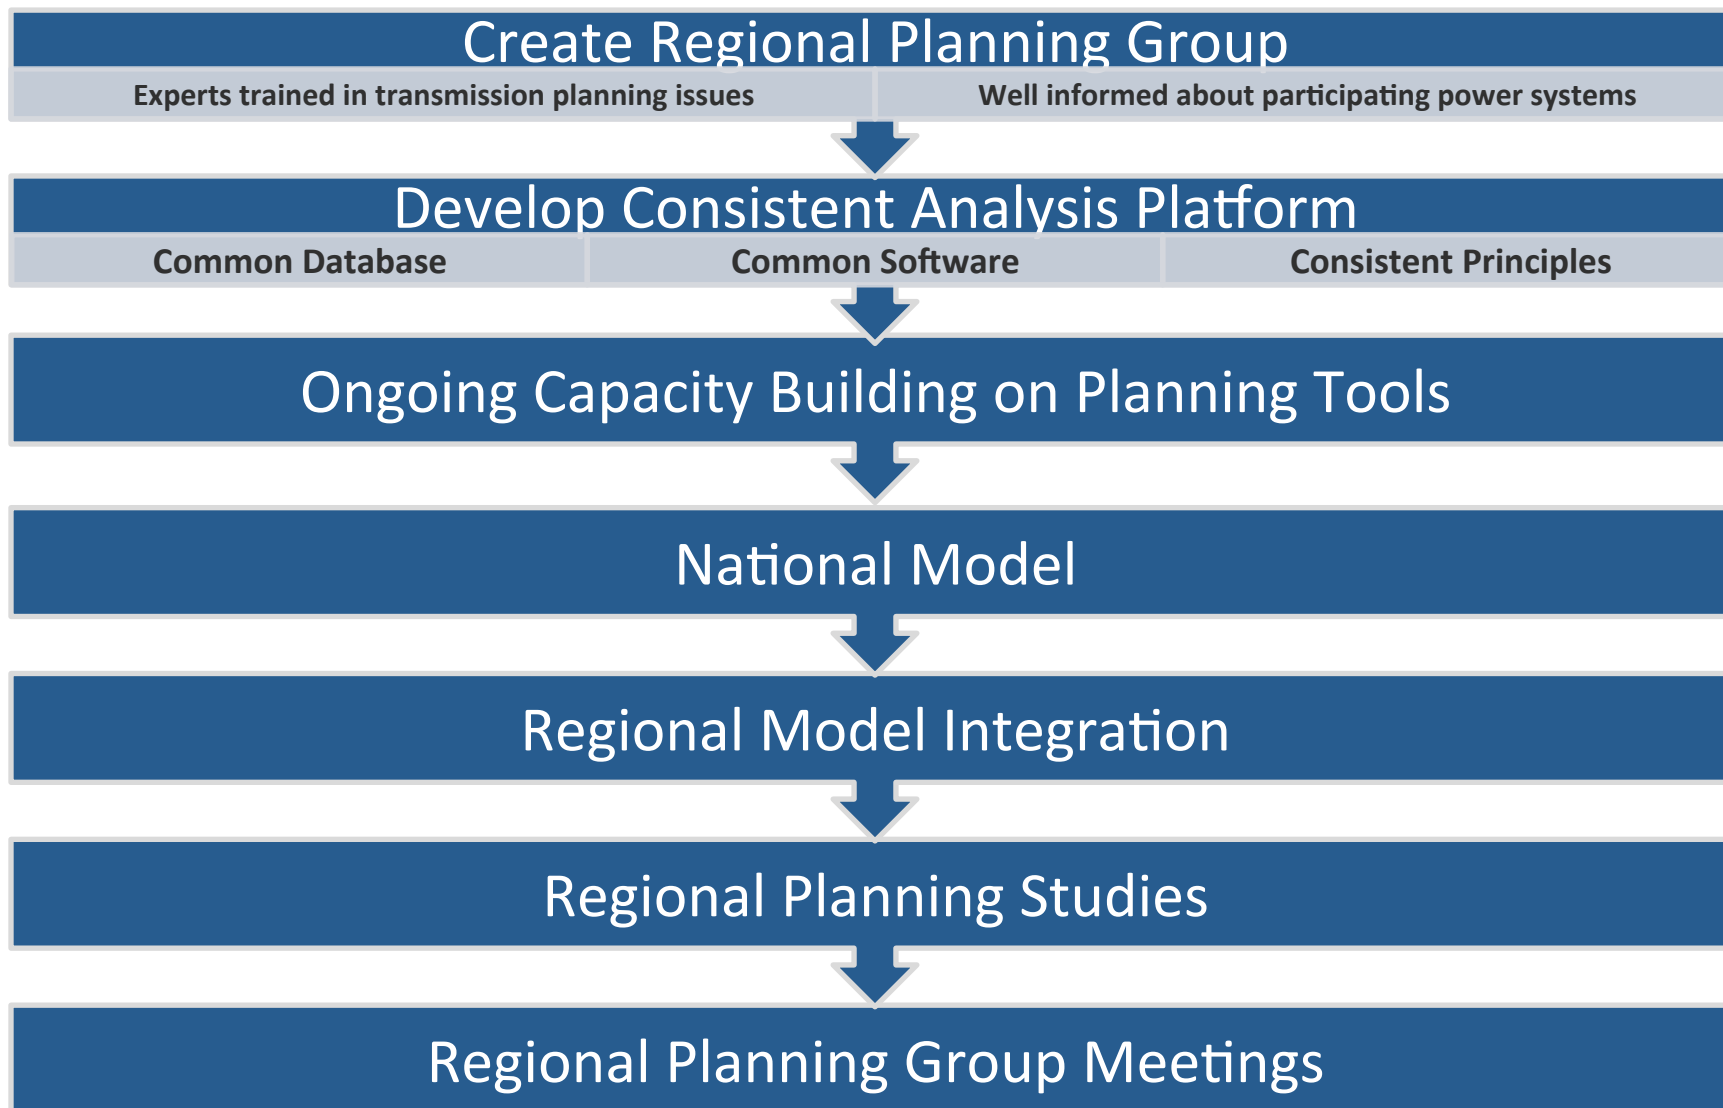 Create Regional Planning Group
Experts trained in transmission planning issues
Well informed about participating power systems
Develop Consistent Analysis Platform
Common Database
Common Software
Consistent Principles
Ongoing Capacity Building on Planning Tools
National Model
Regional Model Integration
Regional Planning Studies
Regional Planning Group Meetings